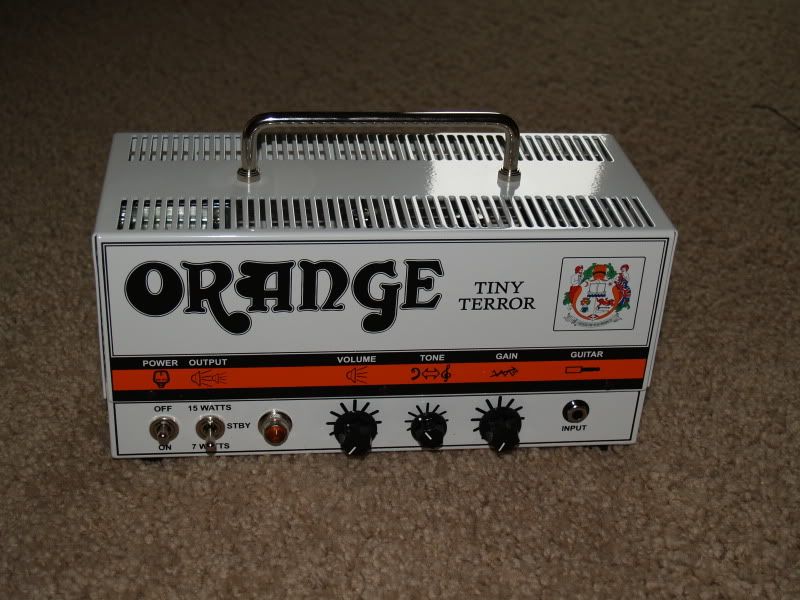 ORANGE
TINY
TERROR
POWER OUTPUT VOLUME TONE GAIN GUITAR
OFF 15 WATTS
STBY
ON 7 WATTS
INPUT